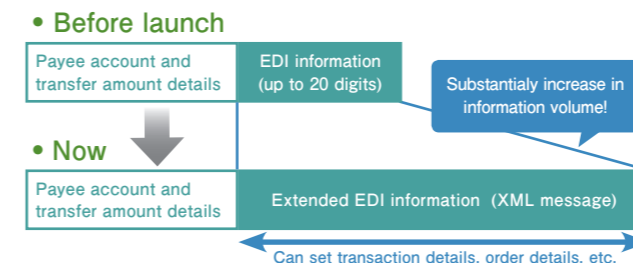 • Before launch
Payee account and
transfer amount details
EDI information
(up to 20 digits)
Substantialy increase in
information volume!
• Now
Payee account and
transfer amount details
Extended EDI information (XML message)
Can set transaction details, order details, etc.